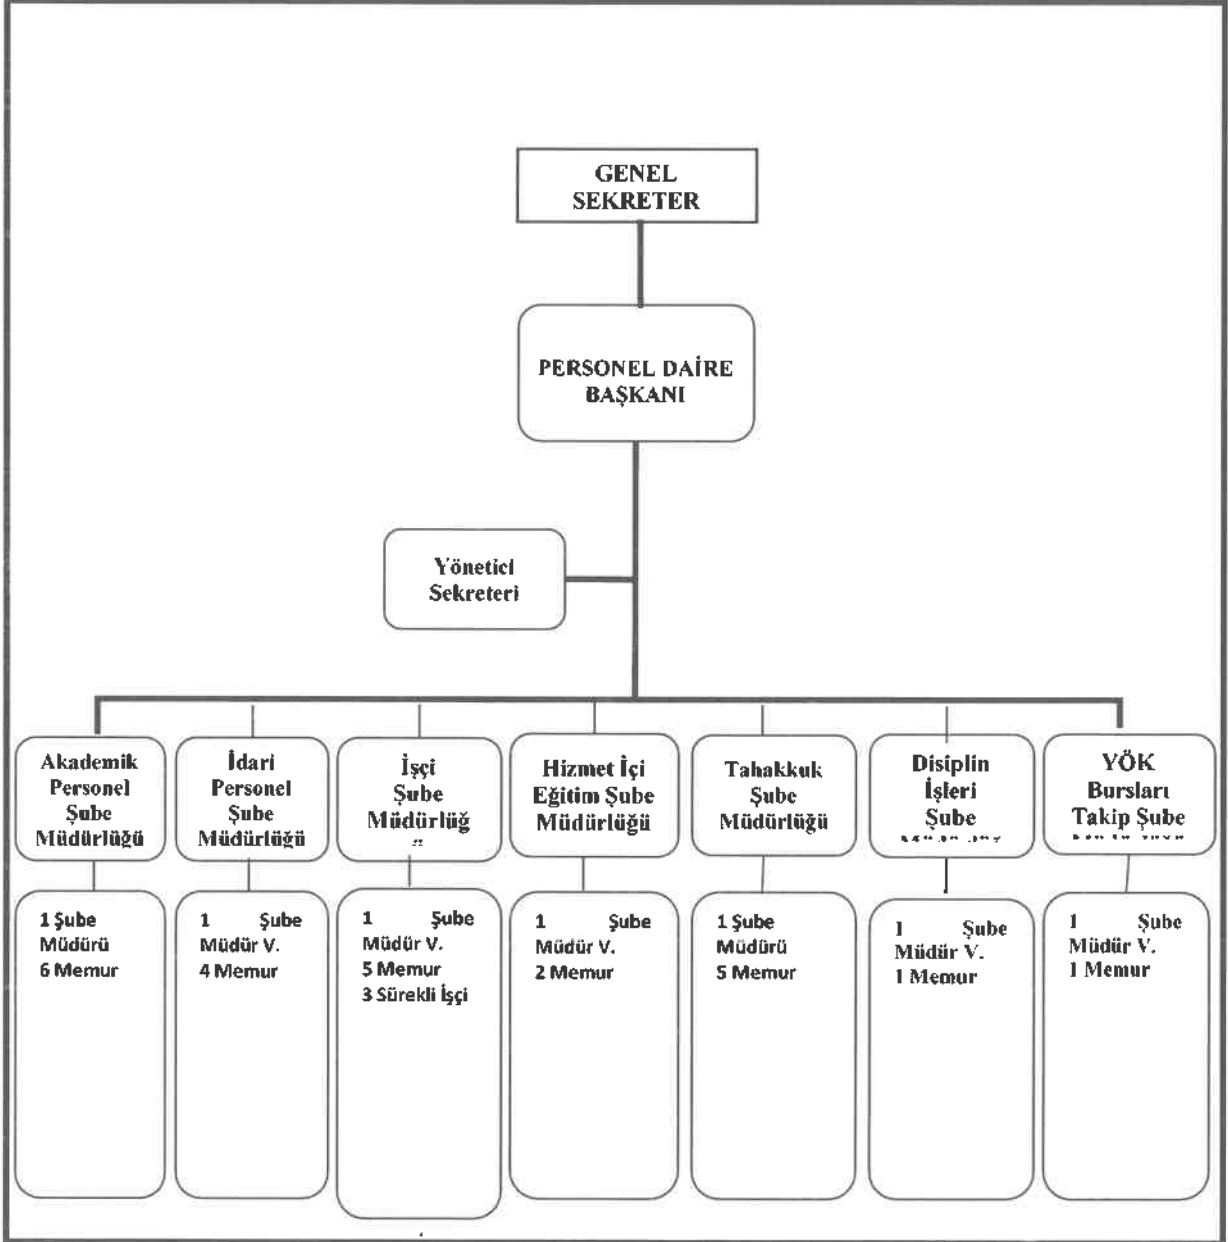 GENEL
SEKRETER
PERSONEL DAİRE
BAŞKANI
Yönetici
Sekreteri
Akademik
Personel
Şube
Müdürlüğü
İdari
Personel
Şube
Müdürlüğü
İşçi
Şube
Müdürlüğ
Hizmet İçi
Eğitim Şube
Müdürlüğü
Tahakkuk
Şube
Müdürlüğü
Disiplin
İşleri
Şube
YÖK
Bursları
Takip Şube
1 Şube
Müdürü
6 Memur
1 Şube
Müdür V.
4 Memur
1 Şube
Müdür V.
5 Memur
3 Sürekli İşçi
1 Şube
Müdür V.
2 Memur
1 Şube
Müdürü
5 Memur
1 Şube
Müdür V.
1 Memur
1 Şube
Müdür V.
1 Memur